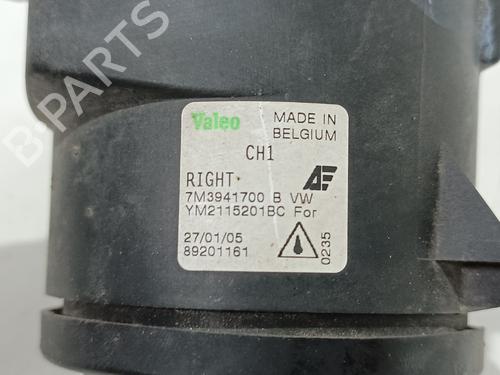 B-PARTS
Valeo
MADE IN
BELGIUM
CH1
RIGHT
7M3941700 B VW
YM2115201BC For
27/01/05
89201161
0235